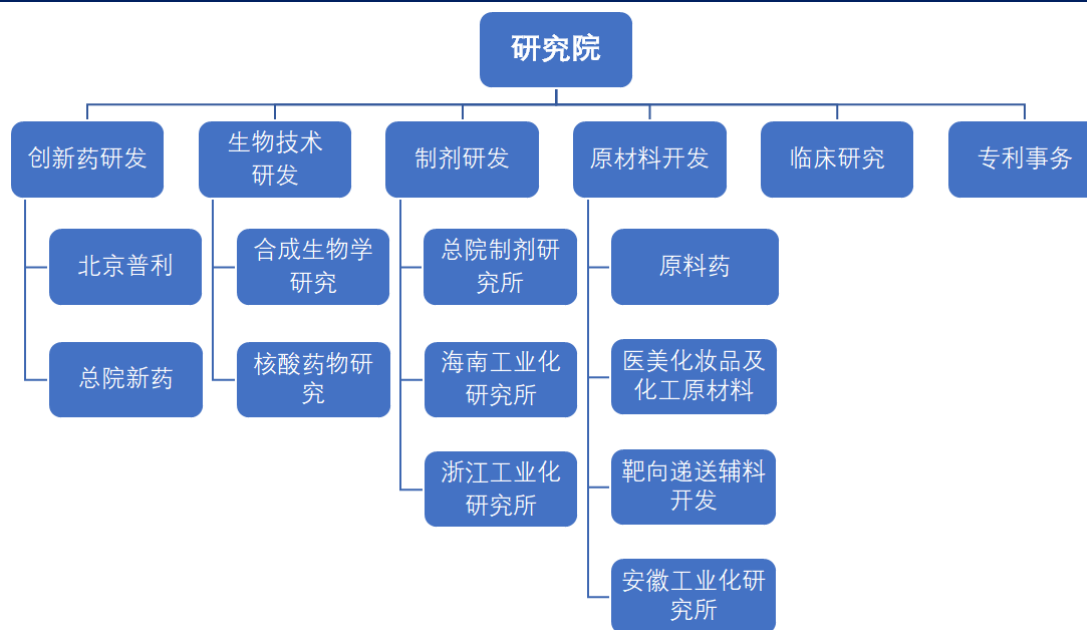 研究院
创新药研发
生物技术
研发
制剂研发
原材料开发
临床研究
专利事务
北京普利
合成生物学
研究
总院制剂研
究所
原料药
总院新药
核酸药物研
究
海南工业化
研究所
医美化妆品及
化工原材料
浙江工业化
研究所
靶向递送辅料
开发
安徽工业化研
究所